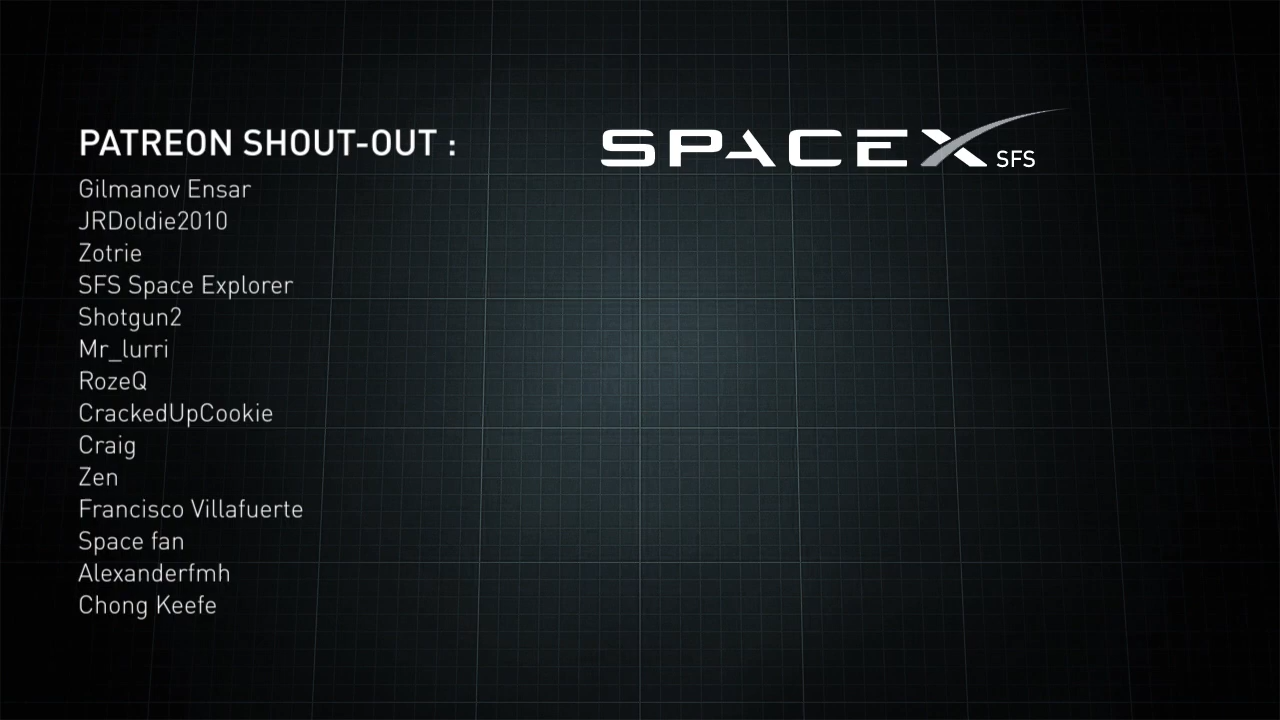 PATREON SHOUT-OUT :
Gilmanov Ensar
JRDoldie2010
Zotrie
SFS Space Explorer
Shotgun2
Mr_lurri
RozeQ
CrackedUpCookie
Craig
Zen
Francisco Villafuerte
Space fan
Alexanderfmh
Chong Keefe
SPACEX SFS